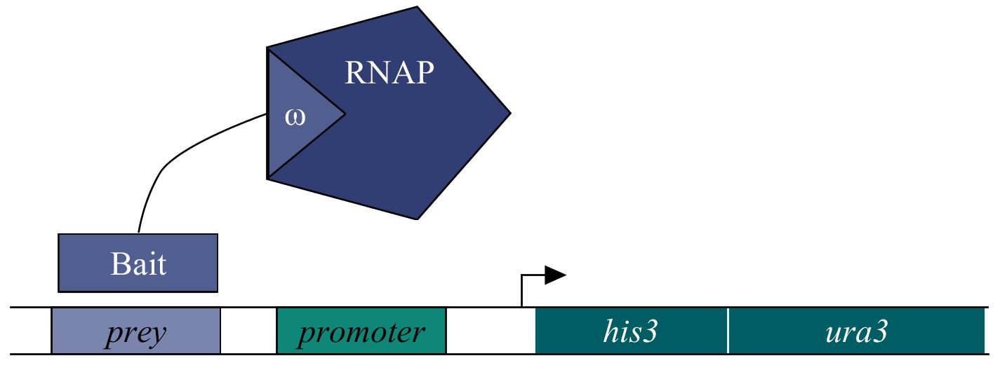 RNAP
ω
Bait
prey promoter his3 ura3